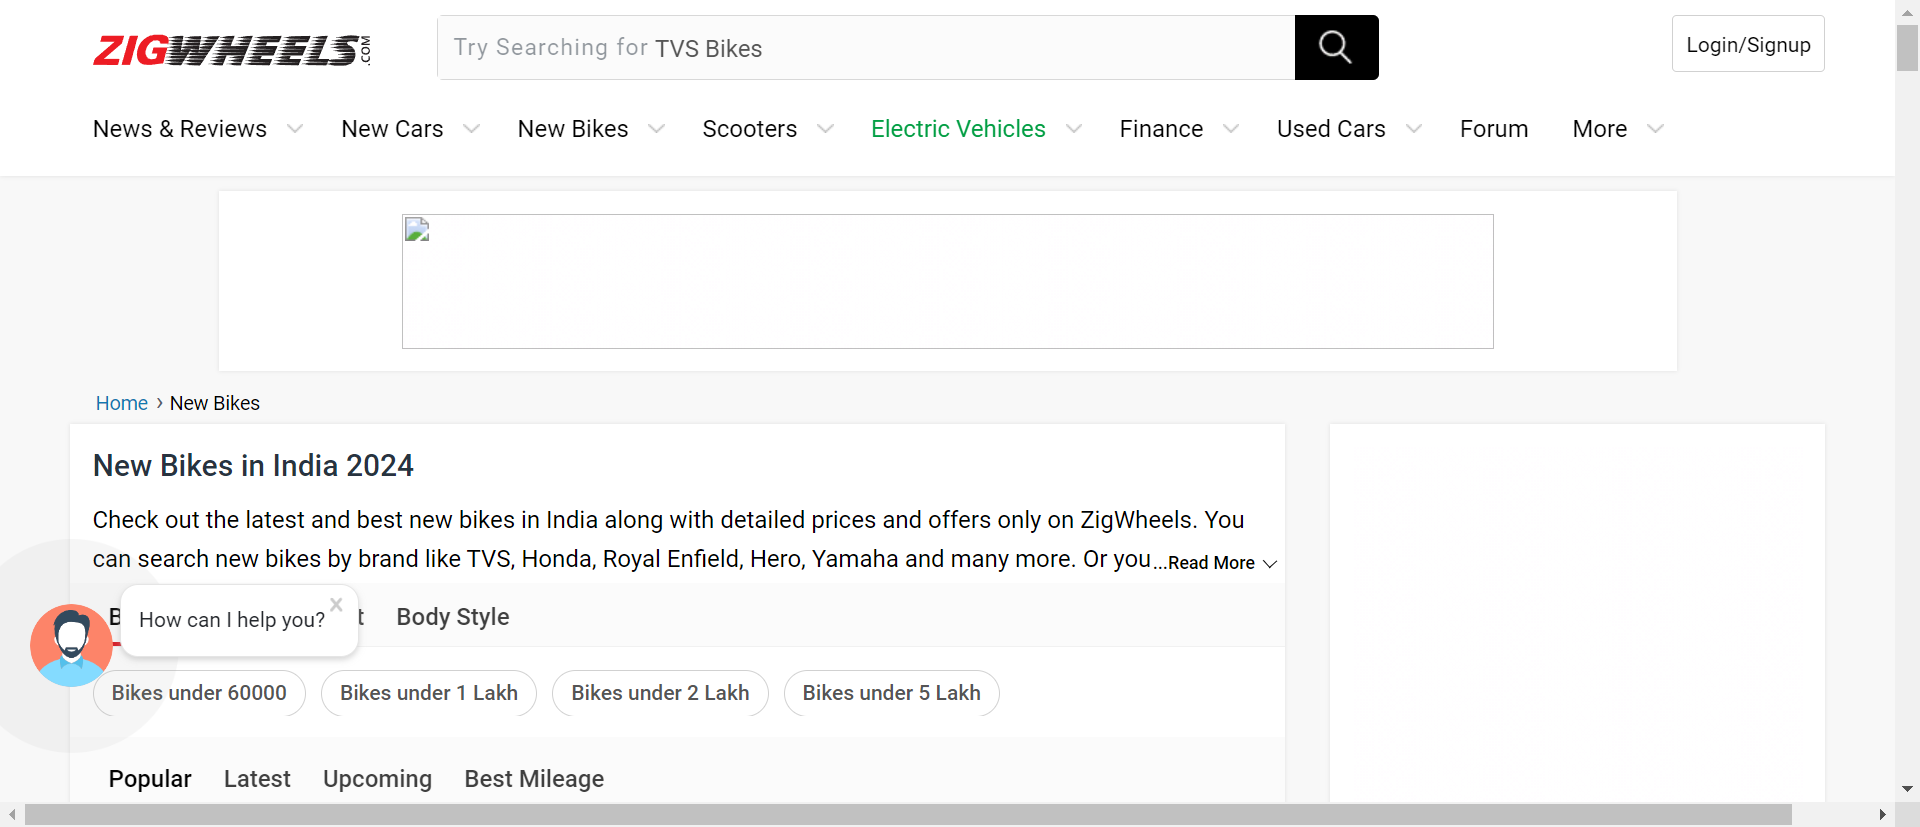 ZIGWHEELS.COM
Try Searching for TVS Bikes
Login/Signup
News & Reviews New Cars New Bikes Scooters Electric Vehicles Finance Used Cars Forum More
Home › New Bikes
New Bikes in India 2024
Check out the latest and best new bikes in India along with detailed prices and offers only on ZigWheels. You
can search new bikes by brand like TVS, Honda, Royal Enfield, Hero, Yamaha and many more. Or you...Read More
Body Style
How can I help you?
Bikes under 60000 Bikes under 1 Lakh Bikes under 2 Lakh Bikes under 5 Lakh
Popular Latest Upcoming Best Mileage